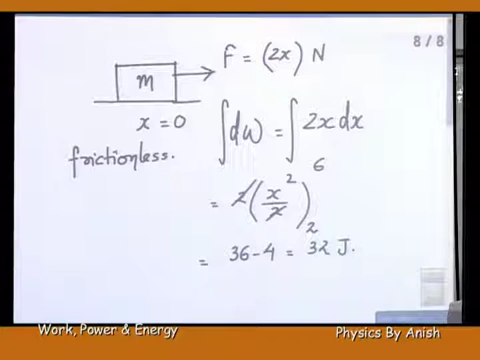 8 / 8
F = (2x) N
m
x = 0
frictionless.
∫dW = ∫ 2x dx
6
= 2(x²/2)
2
= 36 - 4 = 32 J.
Work, Power & Energy
Physics By Anish